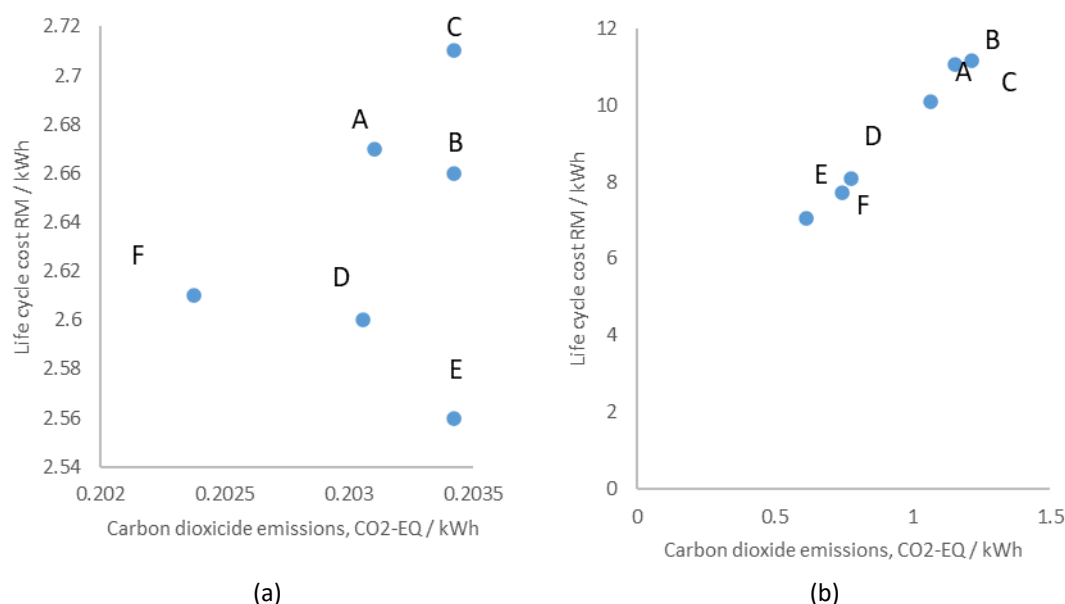 2.72
2.7
2.68
2.66
2.64
2.62
2.6
2.58
2.56
2.54
Life cycle cost RM / kWh
C
A
B
F
D
E
0.202
0.2025
0.203
0.2035
Carbon dioxicide emissions, CO2-EQ / kWh
(a)
12
10
8
6
4
2
0
Life cycle cost RM / kWh
B
A
C
D
E
F
0
0.5
1
1.5
Carbon dioxide emissions, CO2-EQ / kWh
(b)